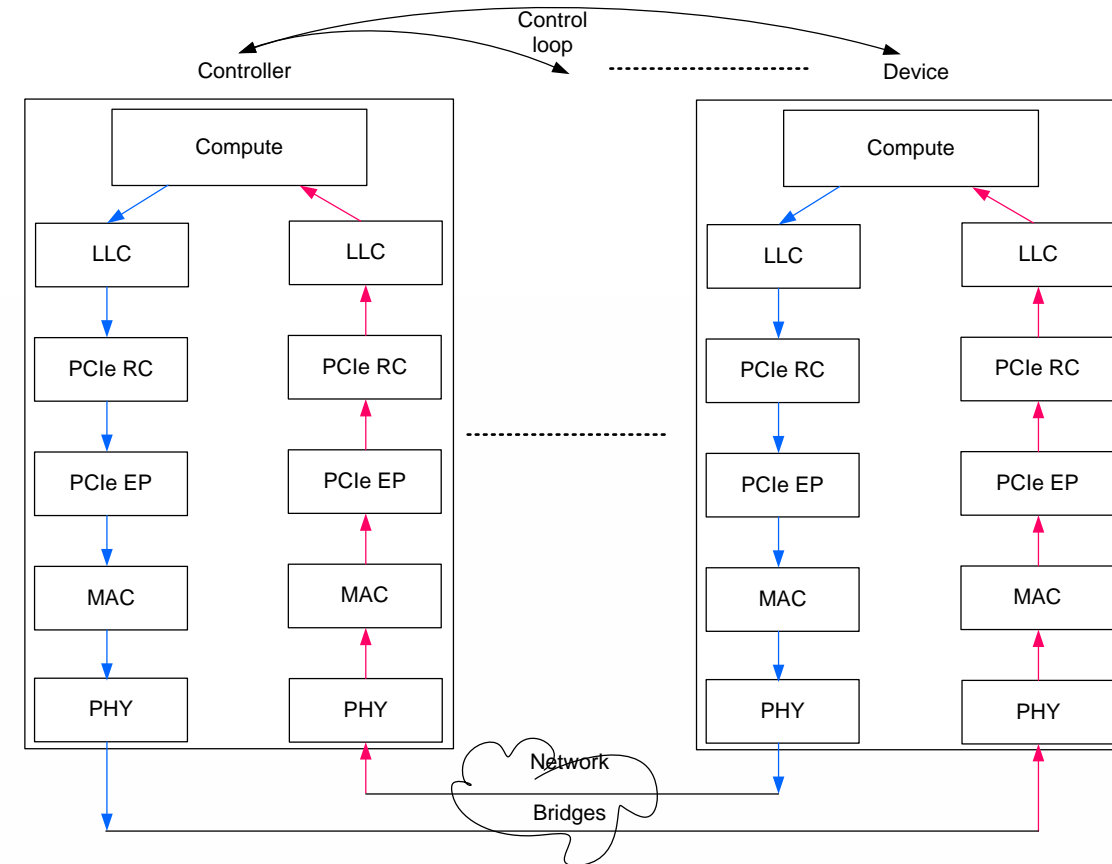 Control
loop
Controller
Device
Compute
Compute
LLC
LLC
LLC
LLC
PCIe RC
PCIe RC
PCIe RC
PCIe RC
PCIe EP
PCIe EP
PCIe EP
PCIe EP
MAC
MAC
MAC
MAC
PHY
PHY
PHY
PHY
Network
Bridges